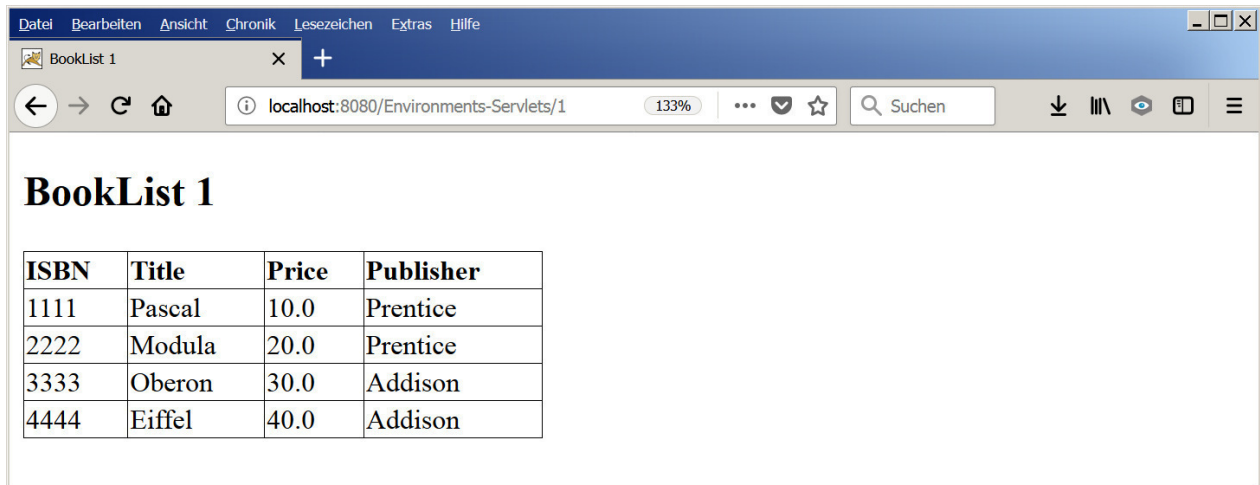 Datei Bearbeiten Ansicht Chronik Lesezeichen Extras Hilfe
BookList 1
localhost:8080/Environments-Servlets/1 133% Suchen
BookList 1
ISBN Title Price Publisher
1111 Pascal 10.0 Prentice
2222 Modula 20.0 Prentice
3333 Oberon 30.0 Addison
4444 Eiffel 40.0 Addison